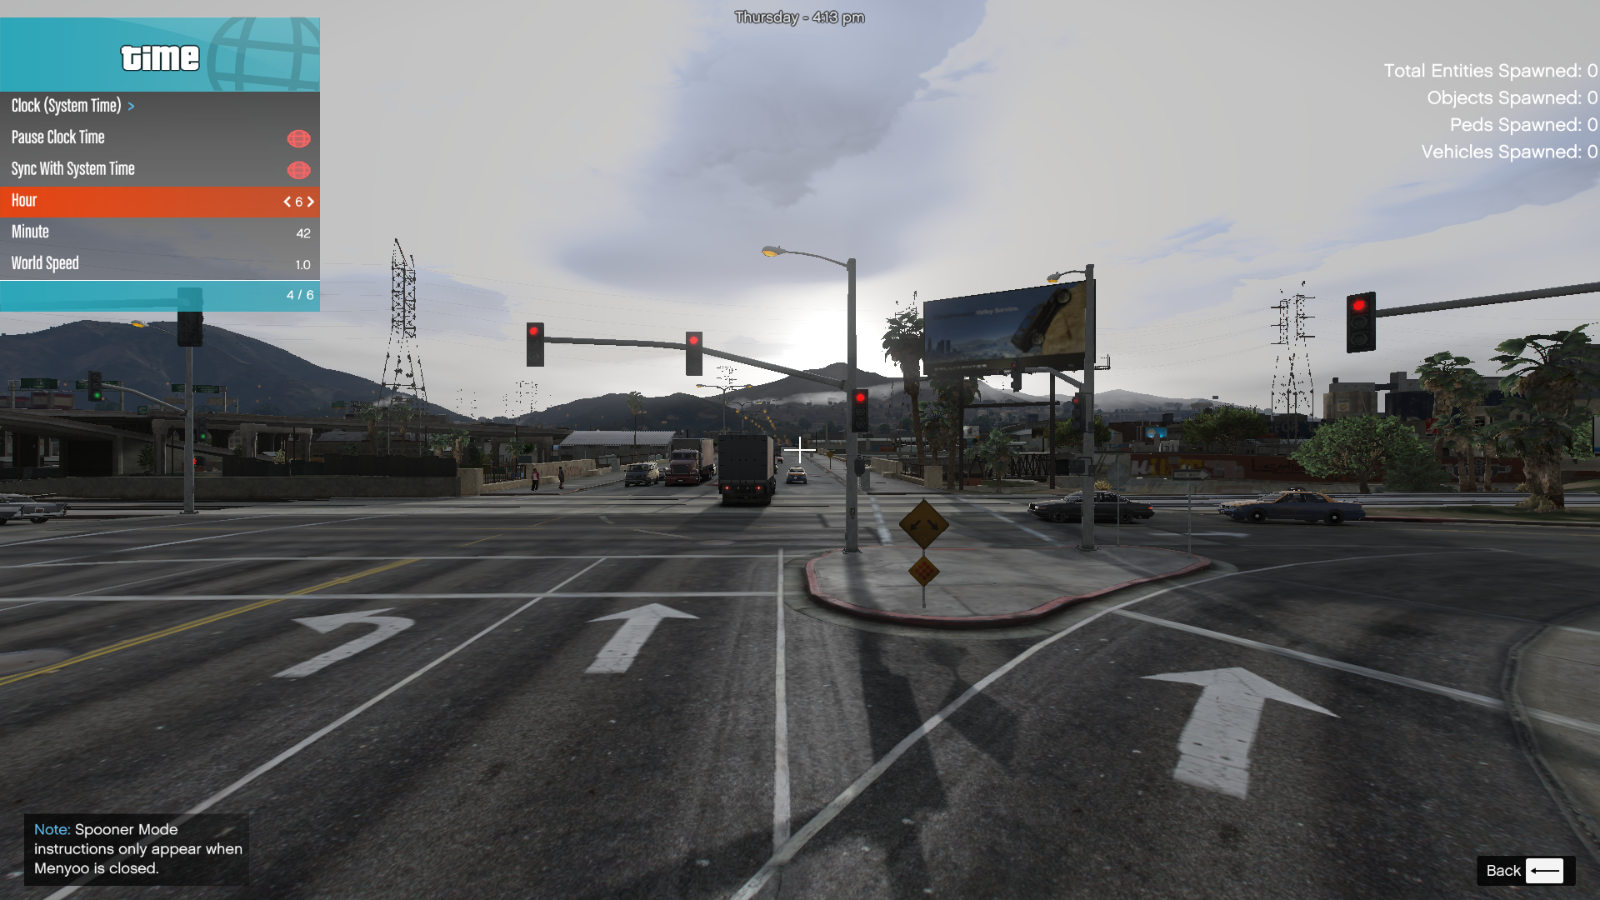 Thursday - 4:13 pm
time
Clock (System Time) >
Pause Clock Time
Sync With System Time
Hour < 6 >
Minute 42
World Speed 1.0
4 / 6
Total Entities Spawned: 0
Objects Spawned: 0
Peds Spawned: 0
Vehicles Spawned: 0
Note: Spooner Mode
instructions only appear when
Menyoo is closed.
Back